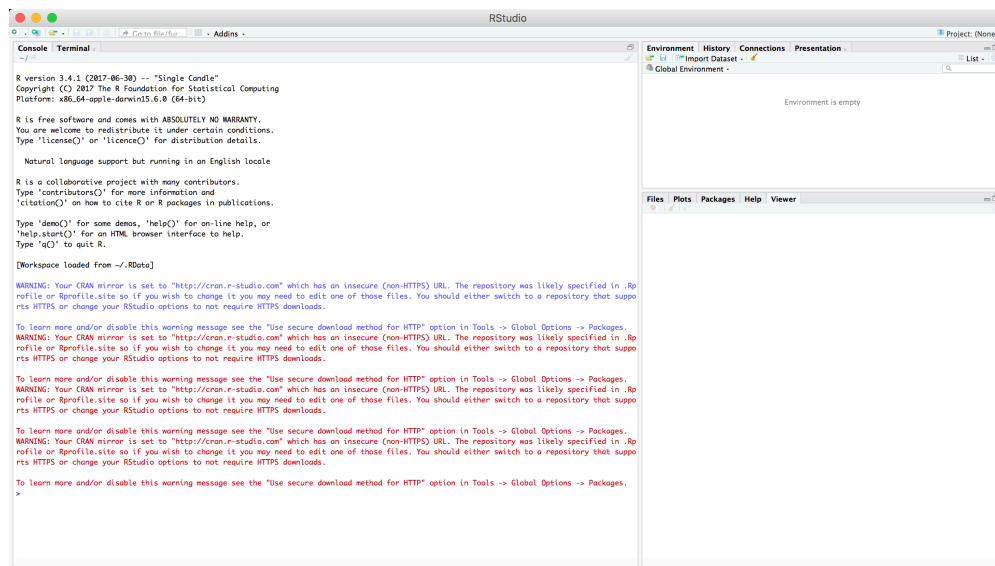 RStudio
Go to file/fur
Addins
Project: (None
Console Terminal
~/
R version 3.4.1 (2017-06-30) -- "Single Candle"
Copyright (C) 2017 The R Foundation for Statistical Computing
Platform: x86_64-apple-darwin15.6.0 (64-bit)
R is free software and comes with ABSOLUTELY NO WARRANTY.
You are welcome to redistribute it under certain conditions.
Type 'license()' or 'licence()' for distribution details.
Natural language support but running in an English locale
R is a collaborative project with many contributors.
Type 'contributors()' for more information and
'citation()' on how to cite R or R packages in publications.
Type 'demo()' for some demos, 'help()' for on-line help, or
'help.start()' for an HTML browser interface to help.
Type 'q()' to quit R.
[Workspace loaded from ~/.RData]
WARNING: Your CRAN mirror is set to "http://cran.r-studio.com" which has an insecure (non-HTTPS) URL. The repository was likely specified in .Rp
rofile or Rprofile.site so if you wish to change it you may need to edit one of those files. You should either switch to a repository that suppo
rts HTTPS or change your RStudio options to not require HTTPS downloads.
To learn more and/or disable this warning message see the "Use secure download method for HTTP" option in Tools -> Global Options -> Packages.
WARNING: Your CRAN mirror is set to "http://cran.r-studio.com" which has an insecure (non-HTTPS) URL. The repository was likely specified in .Rp
rofile or Rprofile.site so if you wish to change it you may need to edit one of those files. You should either switch to a repository that suppo
rts HTTPS or change your RStudio options to not require HTTPS downloads.
To learn more and/or disable this warning message see the "Use secure download method for HTTP" option in Tools -> Global Options -> Packages.
WARNING: Your CRAN mirror is set to "http://cran.r-studio.com" which has an insecure (non-HTTPS) URL. The repository was likely specified in .Rp
rofile or Rprofile.site so if you wish to change it you may need to edit one of those files. You should either switch to a repository that suppo
rts HTTPS or change your RStudio options to not require HTTPS downloads.
To learn more and/or disable this warning message see the "Use secure download method for HTTP" option in Tools -> Global Options -> Packages.
WARNING: Your CRAN mirror is set to "http://cran.r-studio.com" which has an insecure (non-HTTPS) URL. The repository was likely specified in .Rp
rofile or Rprofile.site so if you wish to change it you may need to edit one of those files. You should either switch to a repository that suppo
rts HTTPS or change your RStudio options to not require HTTPS downloads.
To learn more and/or disable this warning message see the "Use secure download method for HTTP" option in Tools -> Global Options -> Packages.
>
Environment History Connections Presentation
Import Dataset
List
Global Environment
Environment is empty
Files Plots Packages Help Viewer